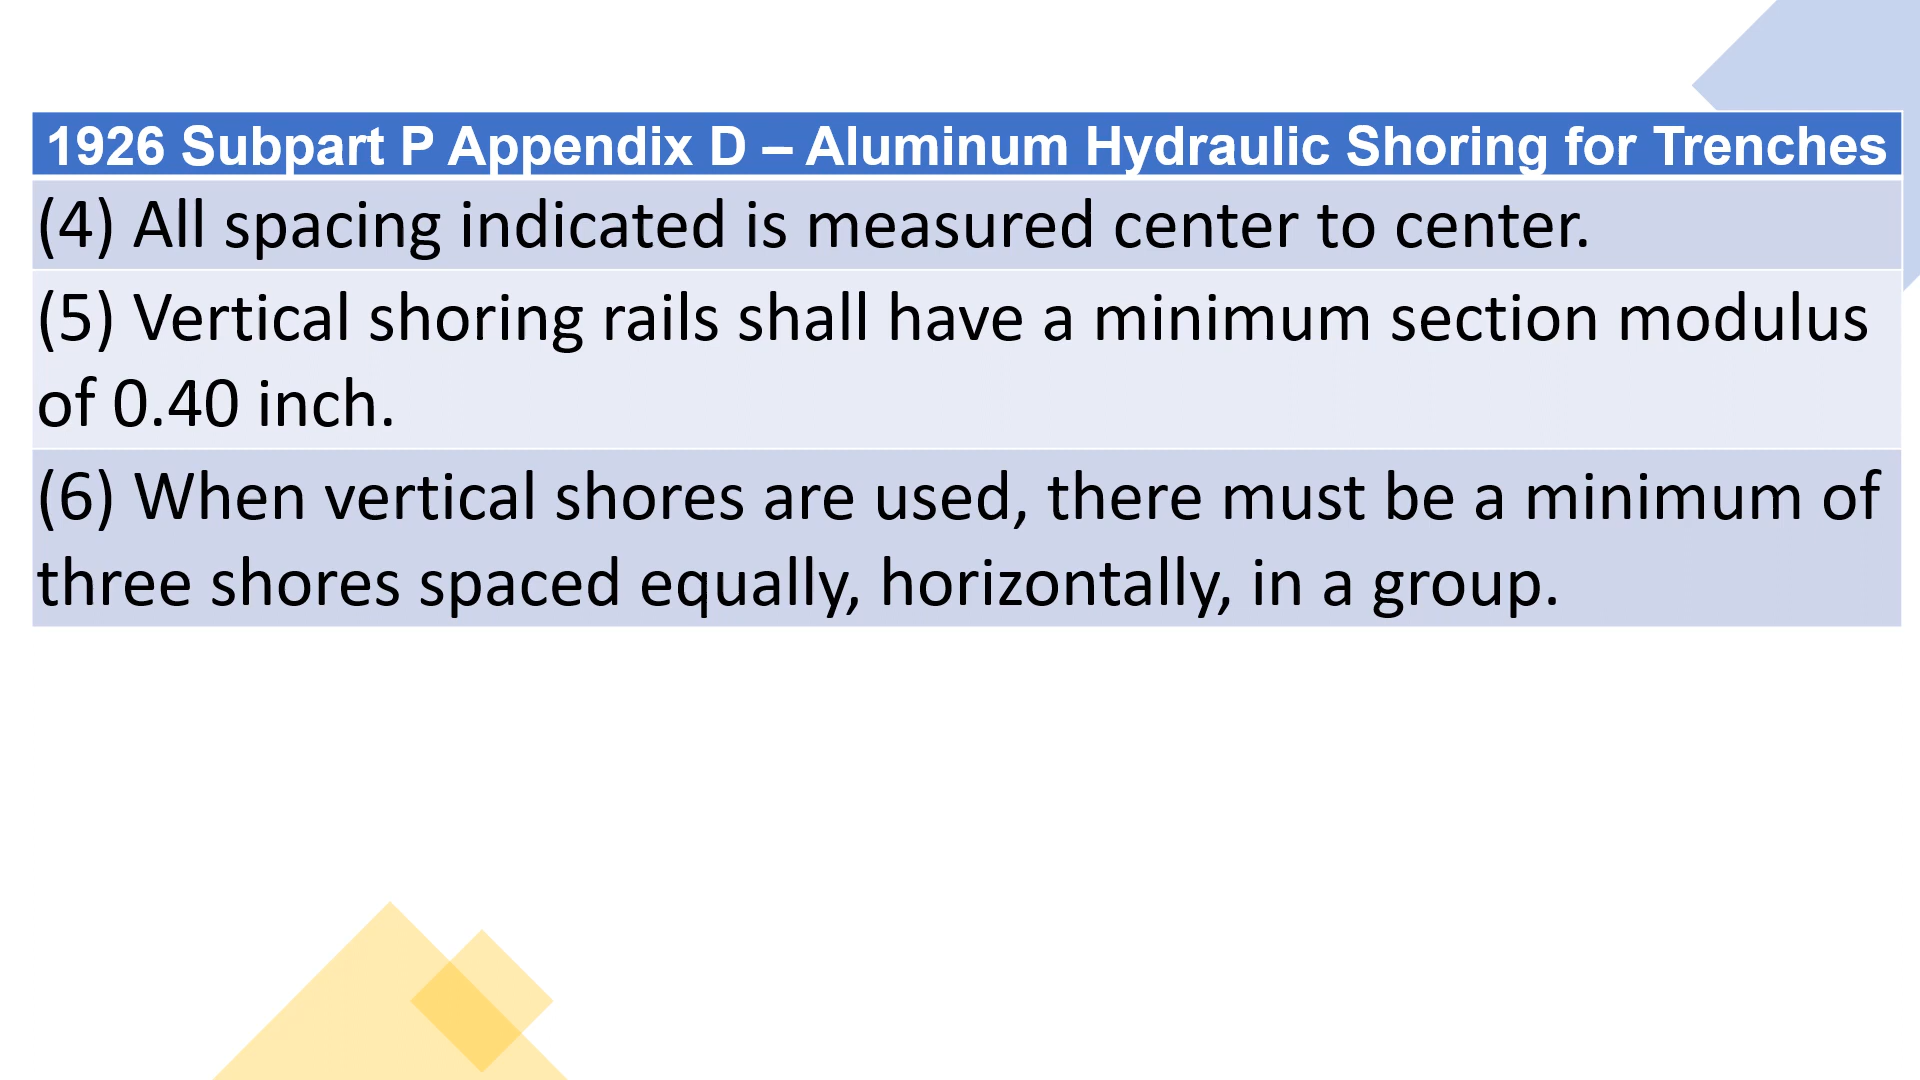 1926 Subpart P Appendix D – Aluminum Hydraulic Shoring for Trenches
(4) All spacing indicated is measured center to center.
(5) Vertical shoring rails shall have a minimum section modulus
of 0.40 inch.
(6) When vertical shores are used, there must be a minimum of
three shores spaced equally, horizontally, in a group.